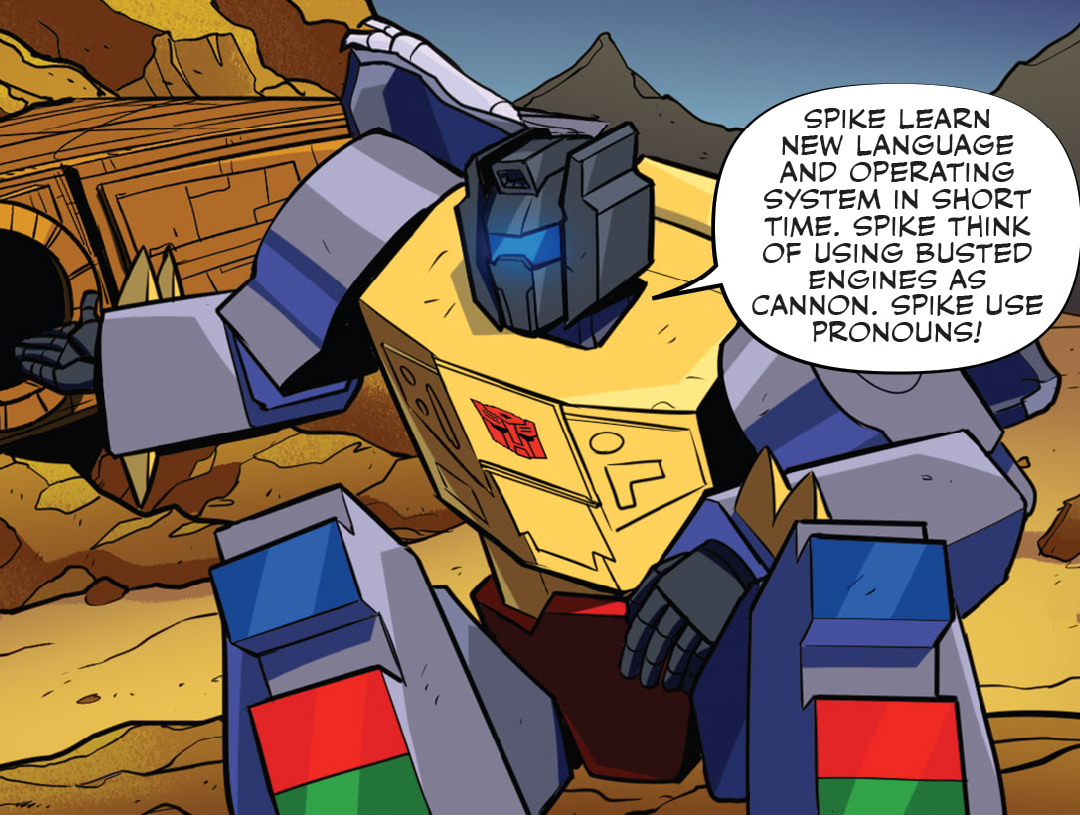 SPIKE LEARN
NEW LANGUAGE
AND OPERATING
SYSTEM IN SHORT
TIME. SPIKE THINK
OF USING BUSTED
ENGINES AS
CANNON. SPIKE USE
PRONOUNS!